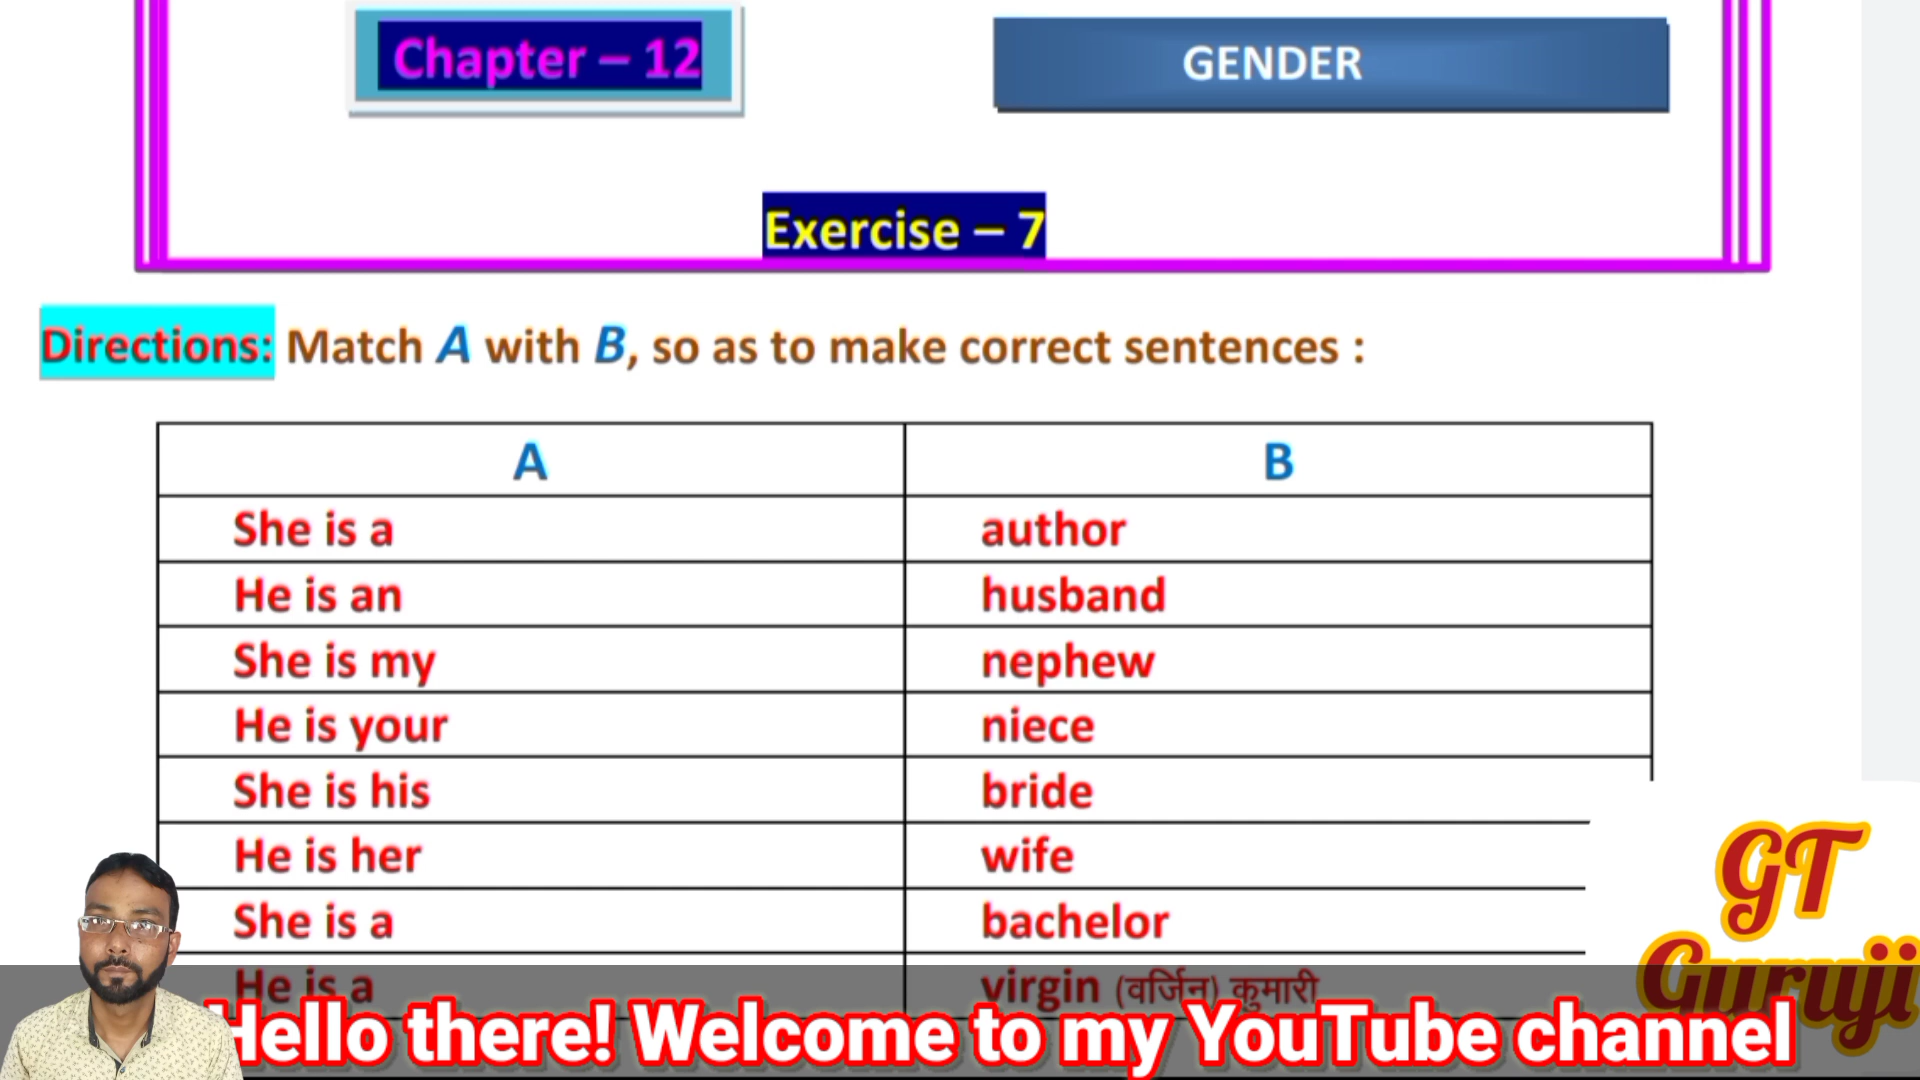 Chapter – 12
GENDER
Exercise – 7
Directions: Match A with B, so as to make correct sentences :
A B
She is a author
He is an husband
She is my nephew
He is your niece
She is his bride
He is her wife
She is a bachelor
He is a virgin (वर्जिन) कुमारी
Hello there! Welcome to my YouTube channel
GT
Guruji